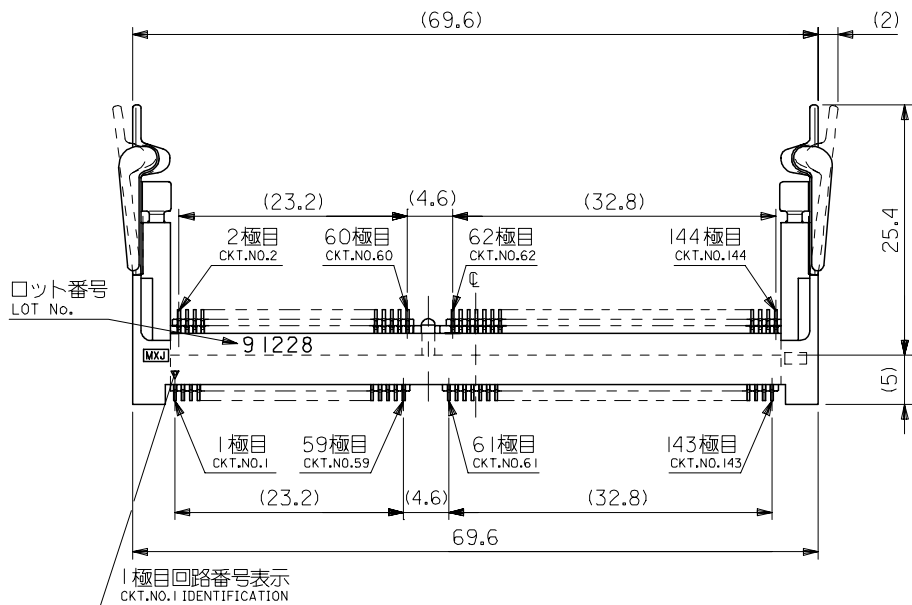 (69.6)
(2)
(23.2)
(4.6)
(32.8)
25.4
2極目
CKT.NO.2
60極目
CKT.NO.60
62極目
CKT.NO.62
144極目
CKT.NO.144
℄
ロット番号
LOT No.
91228
MXJ
(5)
1極目
CKT.NO.1
59極目
CKT.NO.59
61極目
CKT.NO.61
143極目
CKT.NO.143
(23.2)
(4.6)
(32.8)
69.6
1極目回路番号表示
CKT.NO.1 IDENTIFICATION